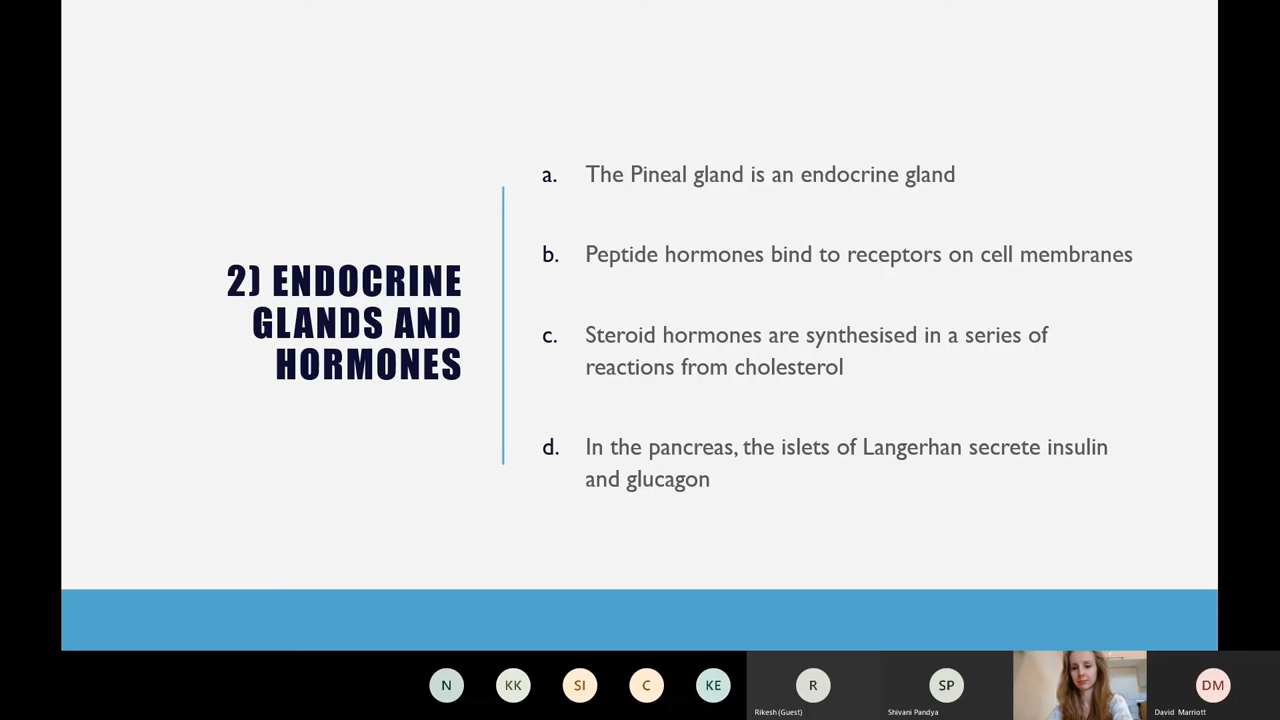 2) ENDOCRINE
GLANDS AND
HORMONES
a. The Pineal gland is an endocrine gland
b. Peptide hormones bind to receptors on cell membranes
c. Steroid hormones are synthesised in a series of
reactions from cholesterol
d. In the pancreas, the islets of Langerhan secrete insulin
and glucagon
N KK SI C KE R SP DM
Rikesh (Guest) Shivani Pandya David Marriott